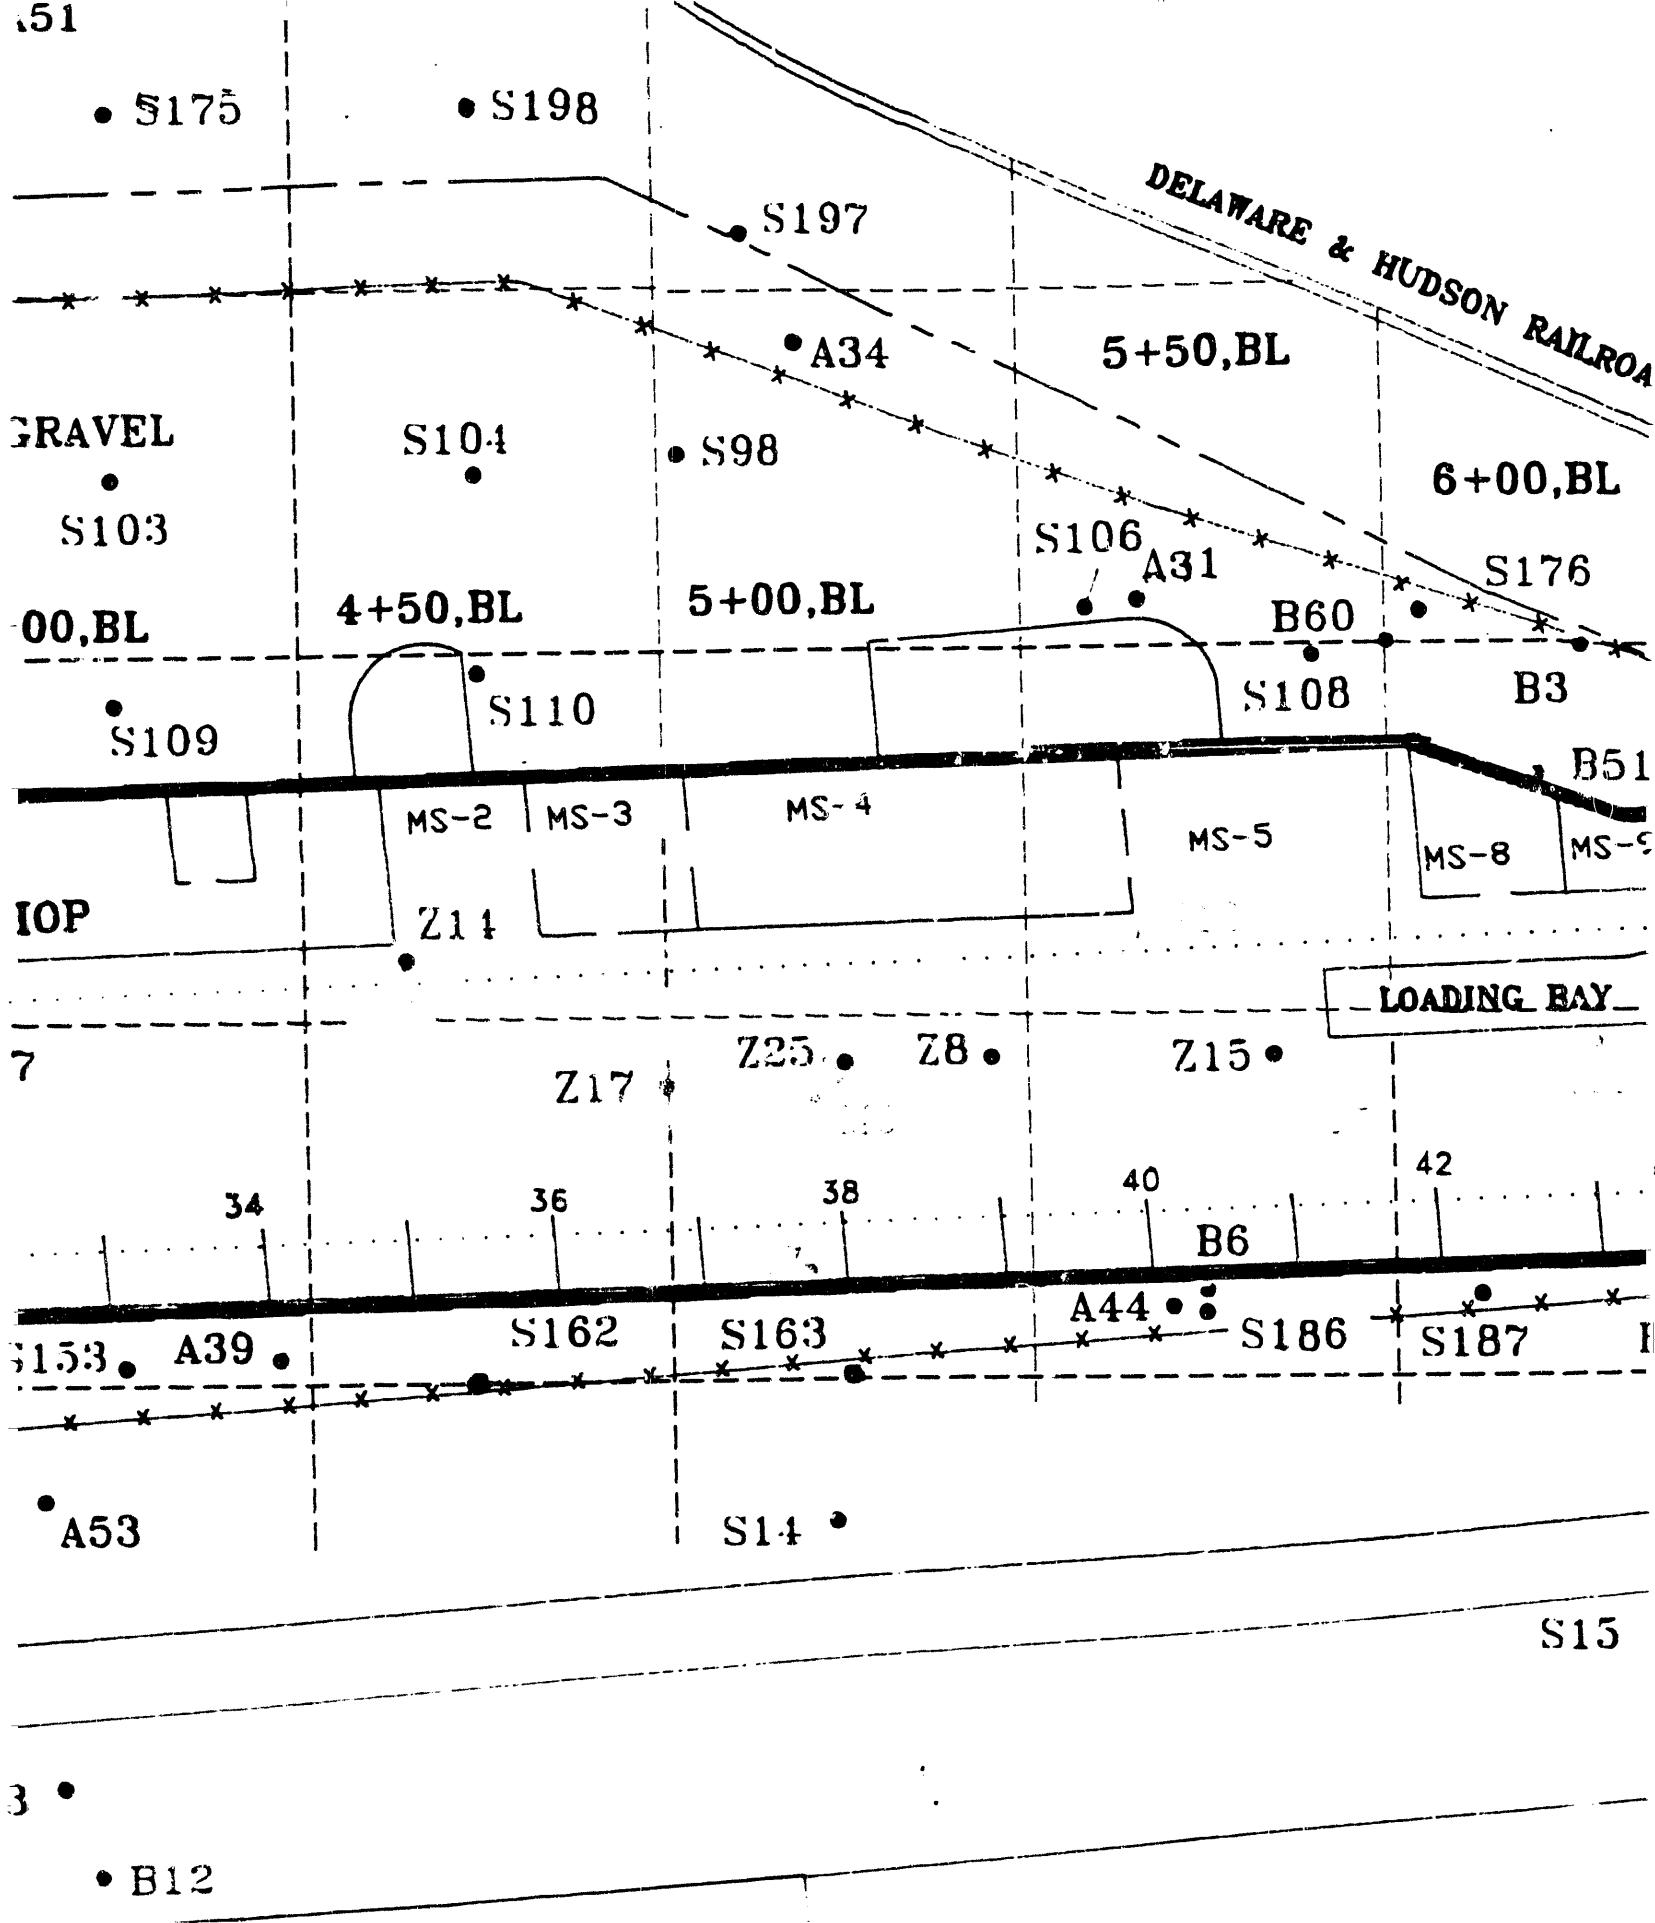 S175
S198
DELAWARE & HUDSON
S197
A34
5+50,BL
GRAVEL
S104
S98
6+00,BL
S103
S106
A31
S176
4+50,BL
5+00,BL
B60
00,BL
S110
S108
B3
S109
B51
MS-2
MS-3
MS-4
MS-5
MS-8
Z14
LOADING BAY
Z25
Z8
Z15
7
Z17
34
36
38
40
42
B6
A44
S162
S163
S186
S187
A39
A53
S14
S15
B12